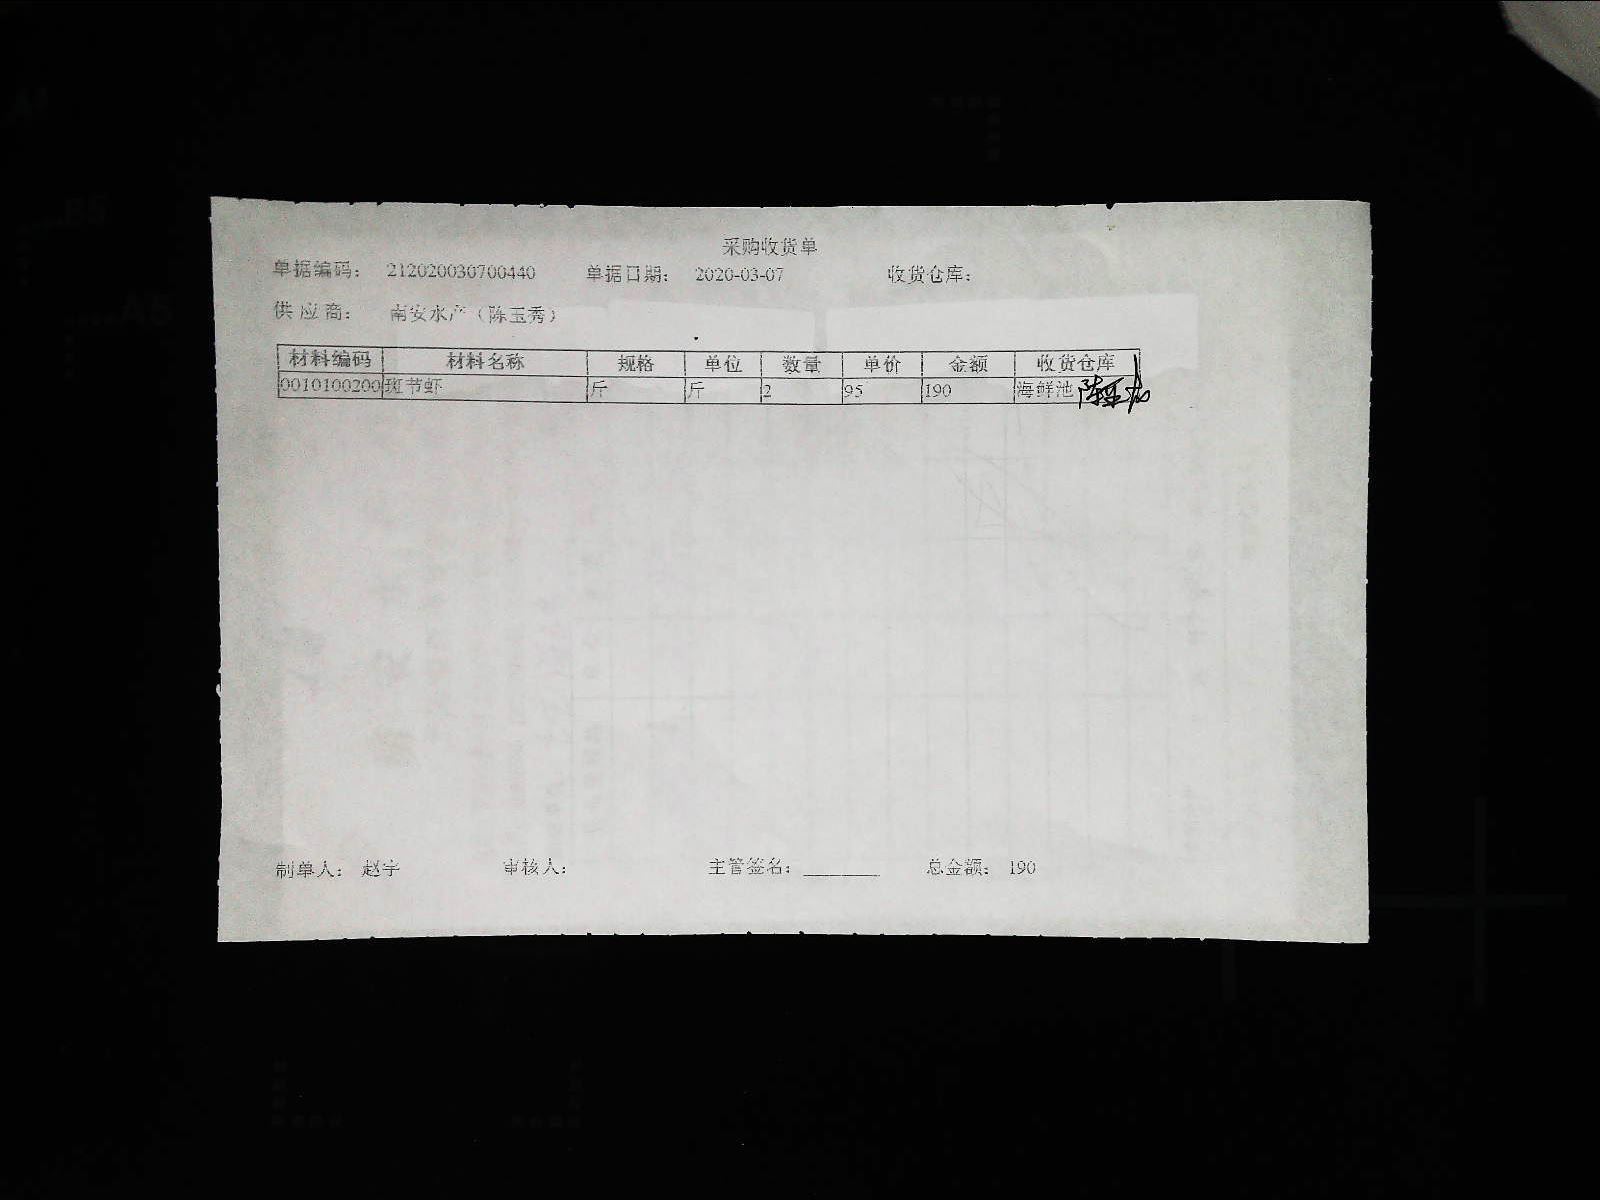 采购收货单
单据编码： 212020030700440 单据日期： 2020-03-07 收货仓库：
供应商： 南安水产（陈玉秀）
材料编码 材料名称 规格 单位 数量 单价 金额 收货仓库
0010100200 斑节虾 斤 斤 2 95 190 海鲜池
制单人： 赵宇 审核人： 主管签名： 总金额： 190